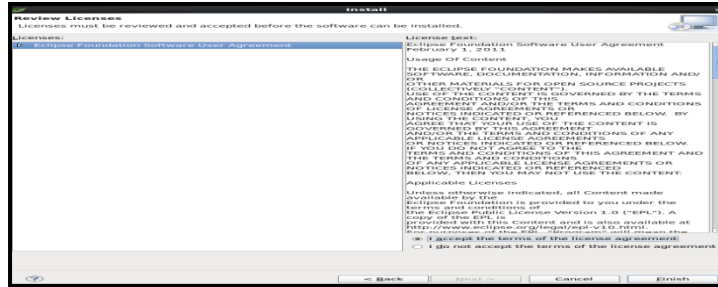 Install
Review Licenses
Licenses must be reviewed and accepted before the software can be installed.
Licenses:
Eclipse Foundation Software User Agreement
License text:
Eclipse Foundation Software User Agreement
February 1, 2011
Usage Of Content
THE ECLIPSE FOUNDATION MAKES AVAILABLE
SOFTWARE, DOCUMENTATION, INFORMATION AND/
OR
OTHER MATERIALS FOR OPEN SOURCE PROJECTS
(COLLECTIVELY "CONTENT").
USE OF THE CONTENT IS GOVERNED BY THE TERMS
AND CONDITIONS OF THIS
AGREEMENT AND/OR THE TERMS AND CONDITIONS
OF LICENSE AGREEMENTS OR
NOTICES INDICATED OR REFERENCED BELOW. BY
USING THE CONTENT, YOU
AGREE THAT YOUR USE OF THE CONTENT IS
GOVERNED BY THIS AGREEMENT
AND/OR THE TERMS AND CONDITIONS OF ANY
APPLICABLE LICENSE AGREEMENTS
OR NOTICES INDICATED OR REFERENCED BELOW.
IF YOU DO NOT AGREE TO THE
TERMS AND CONDITIONS OF THIS AGREEMENT AND
THE TERMS AND CONDITIONS
OF ANY APPLICABLE LICENSE AGREEMENTS OR
NOTICES INDICATED OR REFERENCED
BELOW, THEN YOU MAY NOT USE THE CONTENT.
Applicable Licenses
Unless otherwise indicated, all Content made
available by the
Eclipse Foundation is provided to you under the
terms and conditions of
the Eclipse Public License Version 1.0 ("EPL"). A
copy of the EPL is
provided with this Content and is also available at
http://www.eclipse.org/legal/epl-v10.html.
For purposes of the EPL, "Program" will mean the
I accept the terms of the license agreement
I do not accept the terms of the license agreement
< Back
Next >
Cancel
Finish